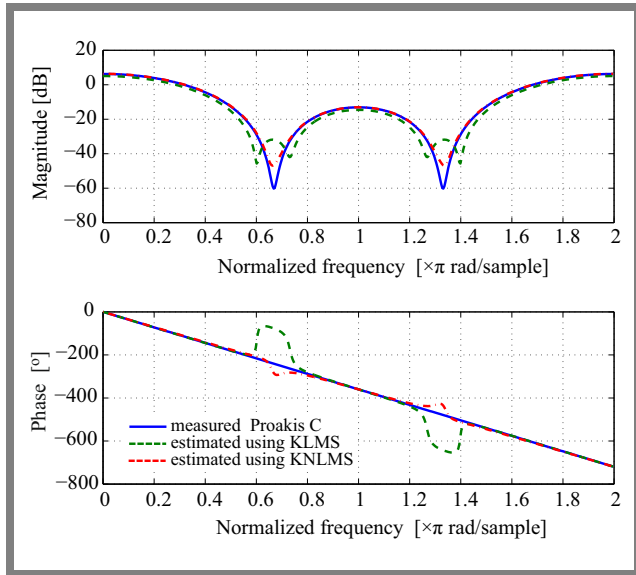 20
0
−20
−40
−60
−80
Magnitude [dB]
0 0.2 0.4 0.6 0.8 1 1.2 1.4 1.6 1.8 2
Normalized frequency [×π rad/sample]
0
−200
−400
−600
−800
Phase [º]
measured Proakis C
estimated using KLMS
estimated using KNLMS
0 0.2 0.4 0.6 0.8 1 1.2 1.4 1.6 1.8 2
Normalized frequency [×π rad/sample]